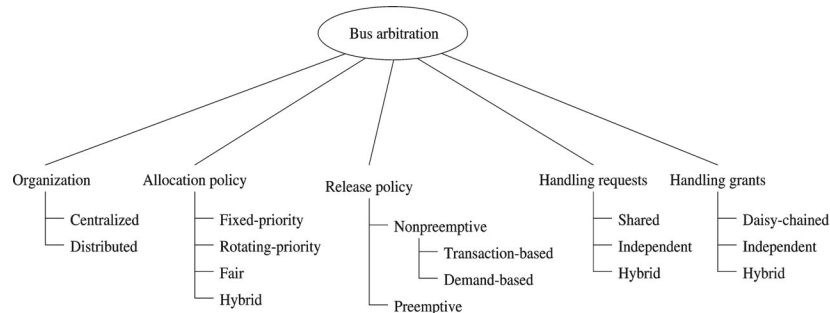 Bus arbitration
Organization
Centralized
Distributed
Allocation policy
Fixed-priority
Rotating-priority
Fair
Hybrid
Release policy
Nonpreemptive
Transaction-based
Demand-based
Preemptive
Handling requests
Shared
Independent
Hybrid
Handling grants
Daisy-chained
Independent
Hybrid